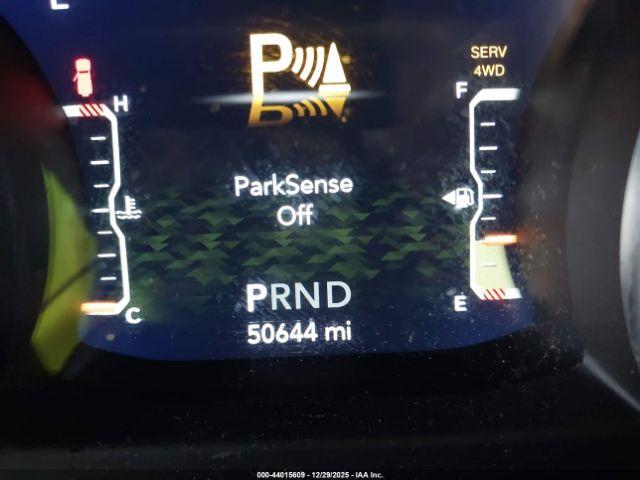 SERV
4WD
H
F
P
ParkSense
Off
PRND
C
E
50644 mi
000-44015609 - 12/29/2025 - IAA Inc.